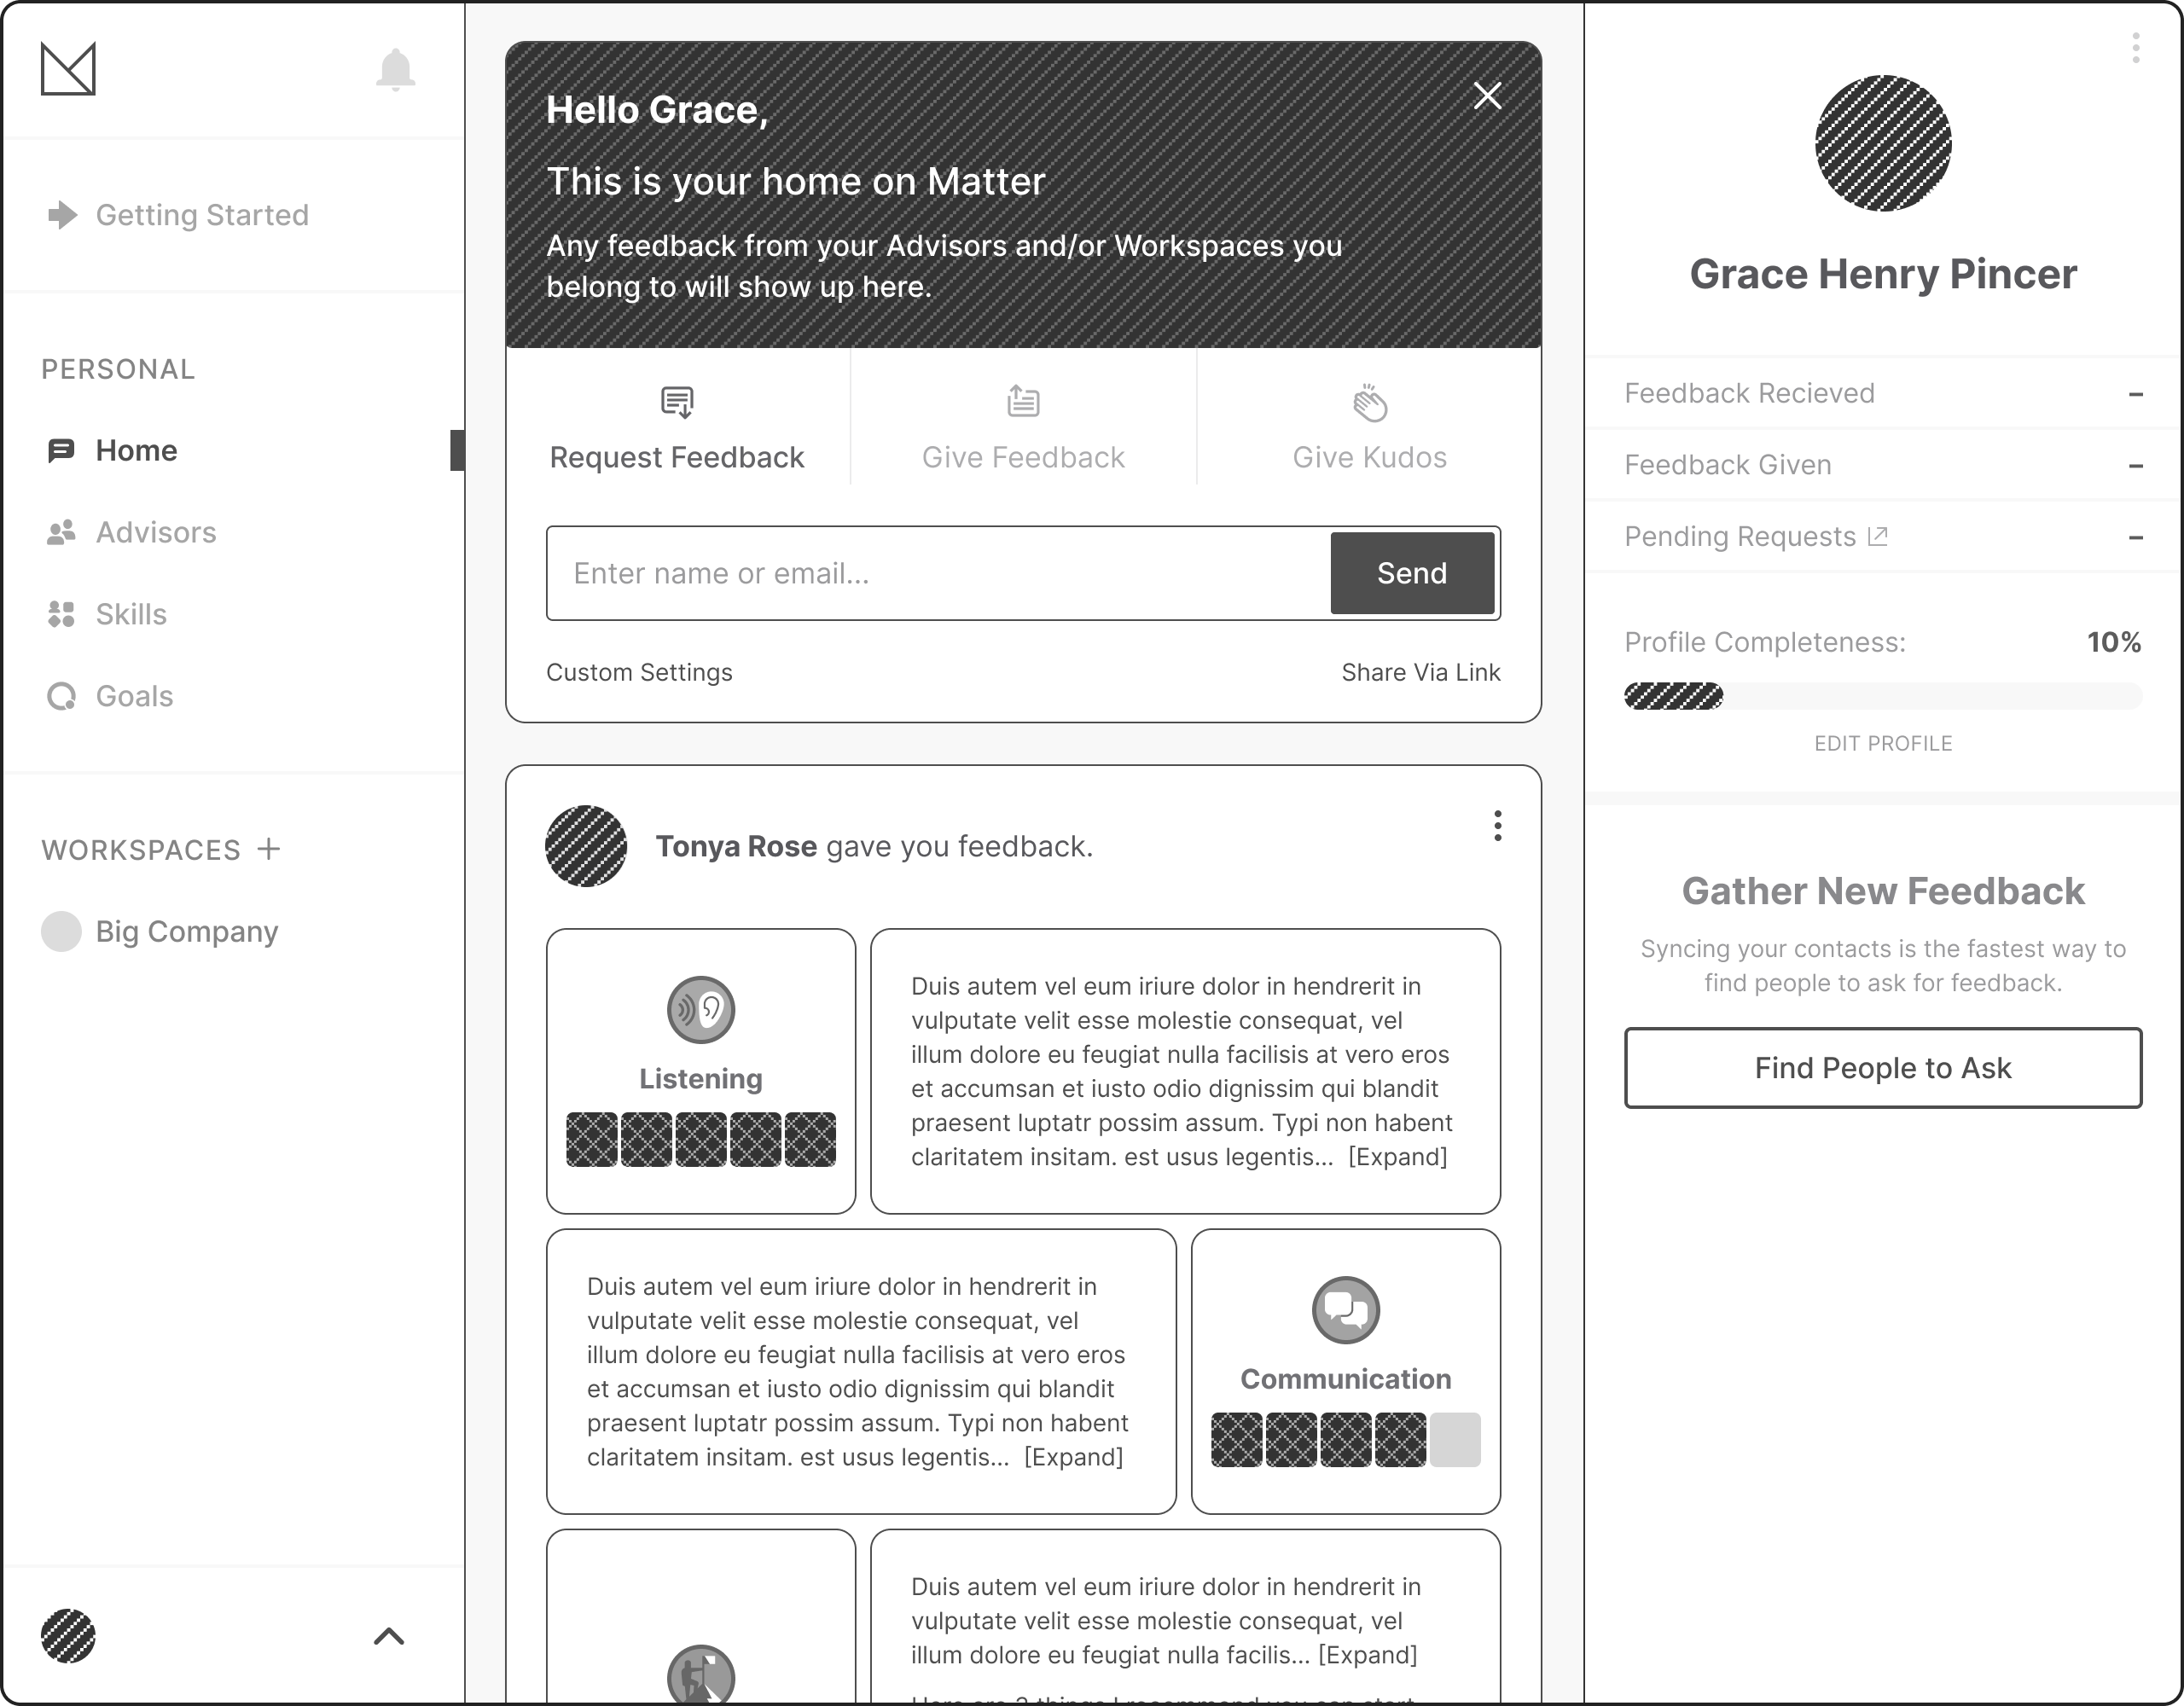 Getting Started
PERSONAL
Home
Advisors
Skills
Goals
WORKSPACES +
Big Company
Hello Grace,
This is your home on Matter
Any feedback from your Advisors and/or Workspaces you
belong to will show up here.
Request Feedback
Give Feedback
Give Kudos
Enter name or email...
Send
Custom Settings
Share Via Link
Tonya Rose gave you feedback.
Listening
Duis autem vel eum iriure dolor in hendrerit in
vulputate velit esse molestie consequat, vel
illum dolore eu feugiat nulla facilisis at vero eros
et accumsan et iusto odio dignissim qui blandit
praesent luptatr possim assum. Typi non habent
claritatem insitam. est usus legentis... [Expand]
Duis autem vel eum iriure dolor in hendrerit in
vulputate velit esse molestie consequat, vel
illum dolore eu feugiat nulla facilisis at vero eros
et accumsan et iusto odio dignissim qui blandit
praesent luptatr possim assum. Typi non habent
claritatem insitam. est usus legentis... [Expand]
Communication
Duis autem vel eum iriure dolor in hendrerit in
vulputate velit esse molestie consequat, vel
illum dolore eu feugiat nulla facilis... [Expand]
Here are 3 things I recommend you can start
Grace Henry Pincer
Feedback Recieved –
Feedback Given –
Pending Requests –
Profile Completeness: 10%
EDIT PROFILE
Gather New Feedback
Syncing your contacts is the fastest way to
find people to ask for feedback.
Find People to Ask